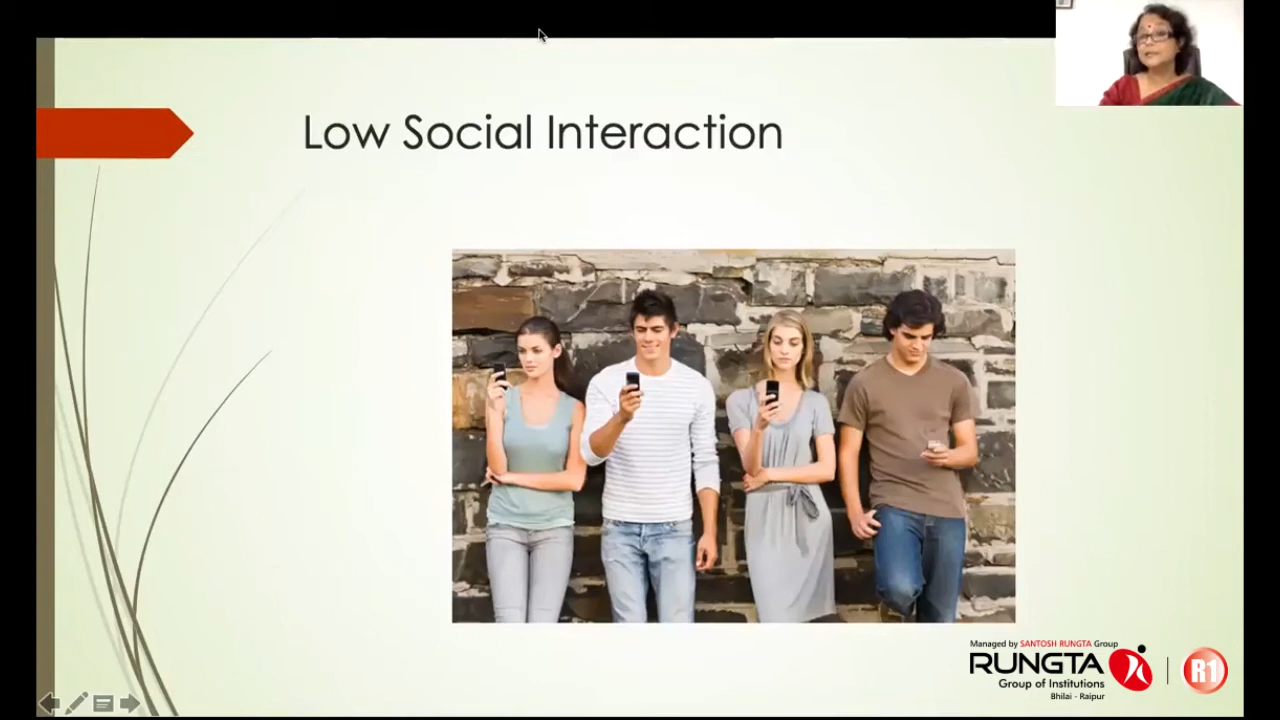 Low Social Interaction
Managed by SANTOSH RUNGTA Group
RUNGTA
Group of Institutions
Bhilai - Raipur
R1